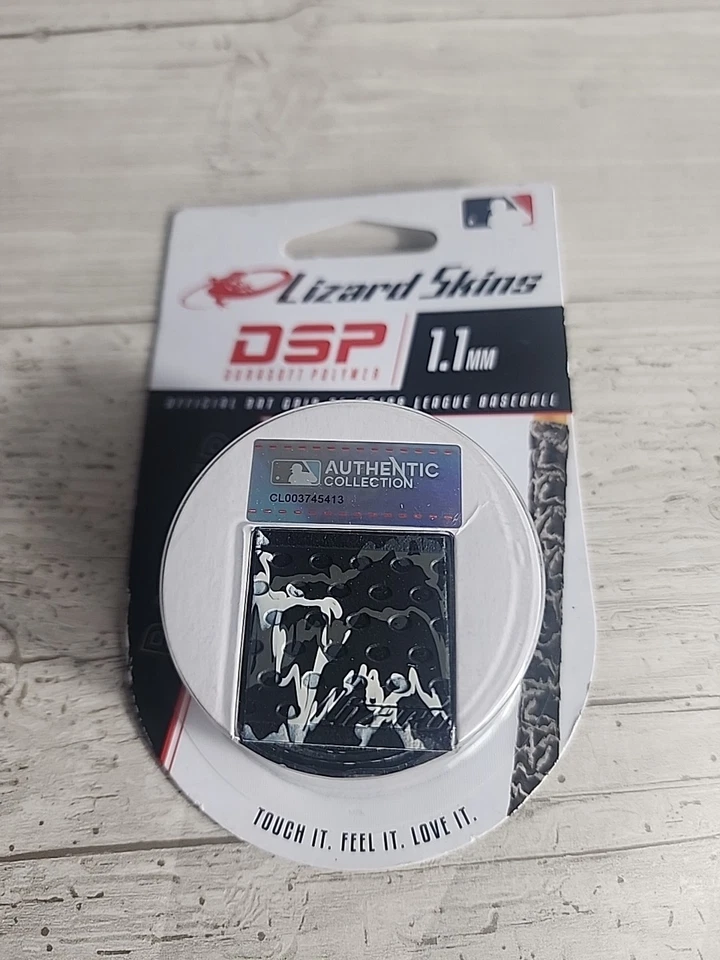 Lizard Skins
DSP
DURASOFT POLYMER
1.1MM
OFFICIAL BAT GRIP OF MAJOR LEAGUE BASEBALL
AUTHENTIC
COLLECTION
CL003745413
TOUCH IT. FEEL IT. LOVE IT.